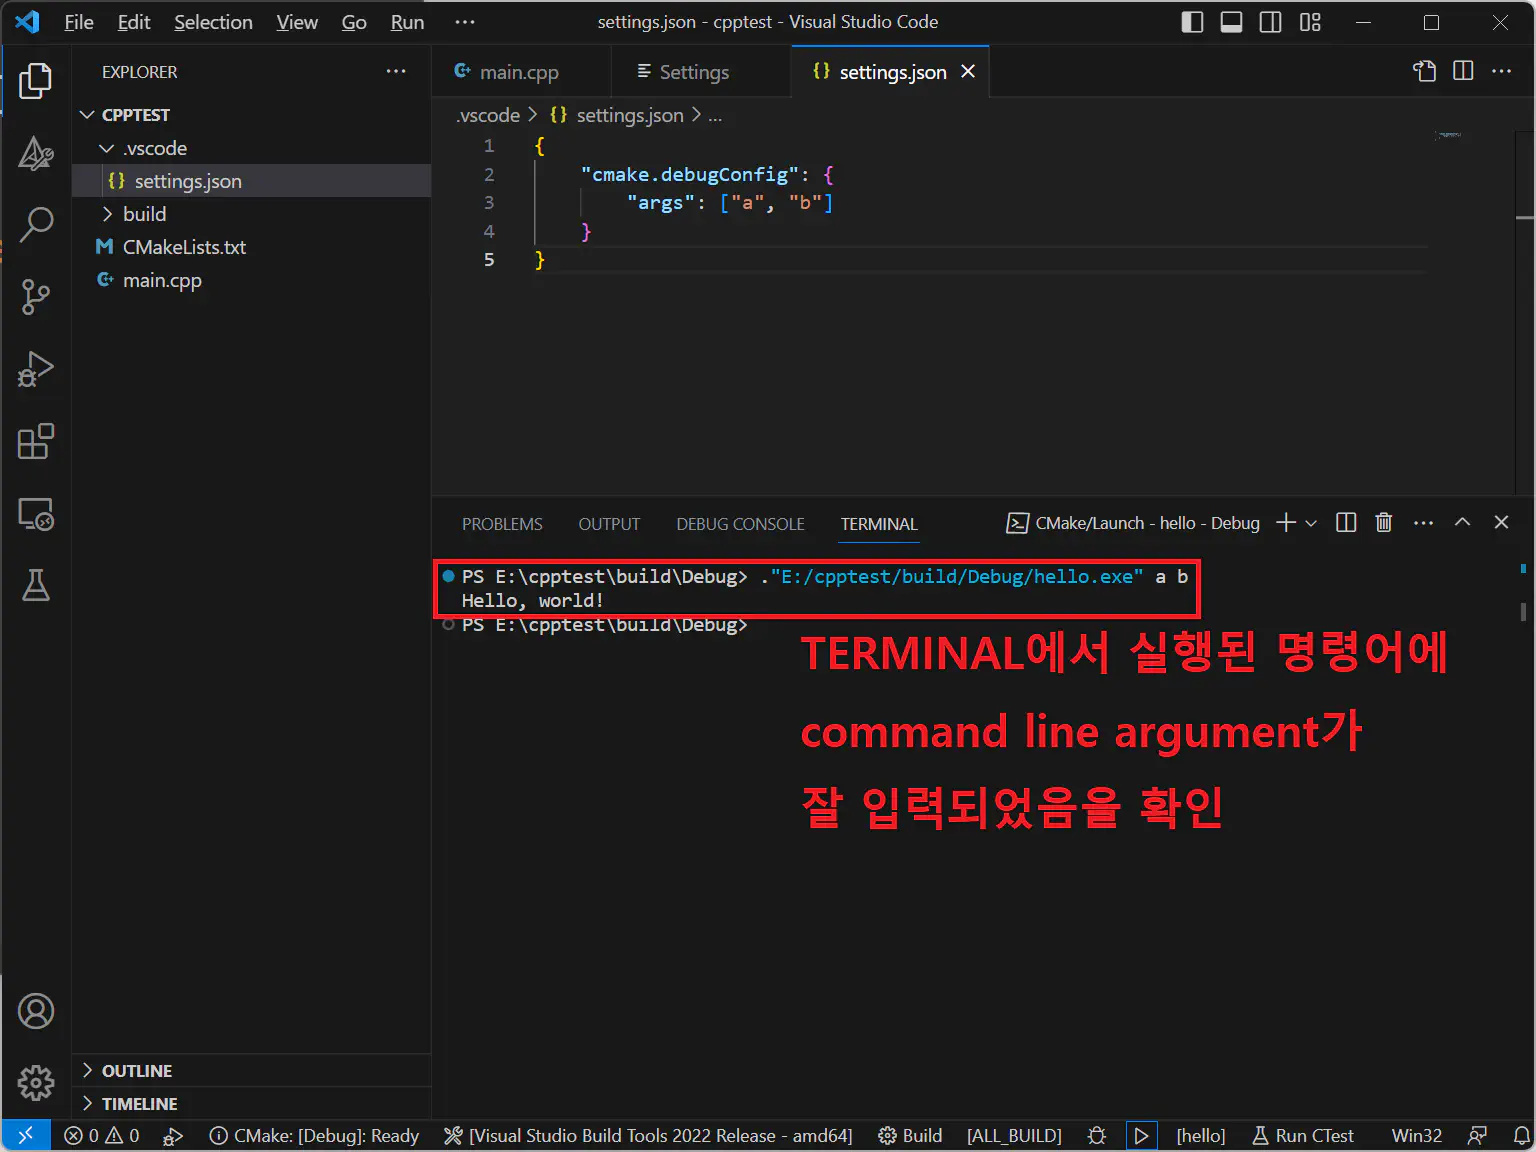 File Edit Selection View Go Run ··· settings.json - cpptest - Visual Studio Code
EXPLORER ···
CPPTEST
.vscode
{} settings.json
build
M CMakeLists.txt
main.cpp
OUTLINE
TIMELINE
main.cpp Settings {} settings.json
.vscode > {} settings.json > ...
1 {
2 "cmake.debugConfig": {
3 "args": ["a", "b"]
4 }
5 }
PROBLEMS OUTPUT DEBUG CONSOLE TERMINAL CMake/Launch - hello - Debug
PS E:\cpptest\build\Debug> ."E:/cpptest/build/Debug/hello.exe" a b
Hello, world!
PS E:\cpptest\build\Debug>
TERMINAL에서 실행된 명령어에
command line argument가
잘 입력되었음을 확인
0 0 CMake: [Debug]: Ready [Visual Studio Build Tools 2022 Release - amd64] Build [ALL_BUILD] [hello] Run CTest Win32